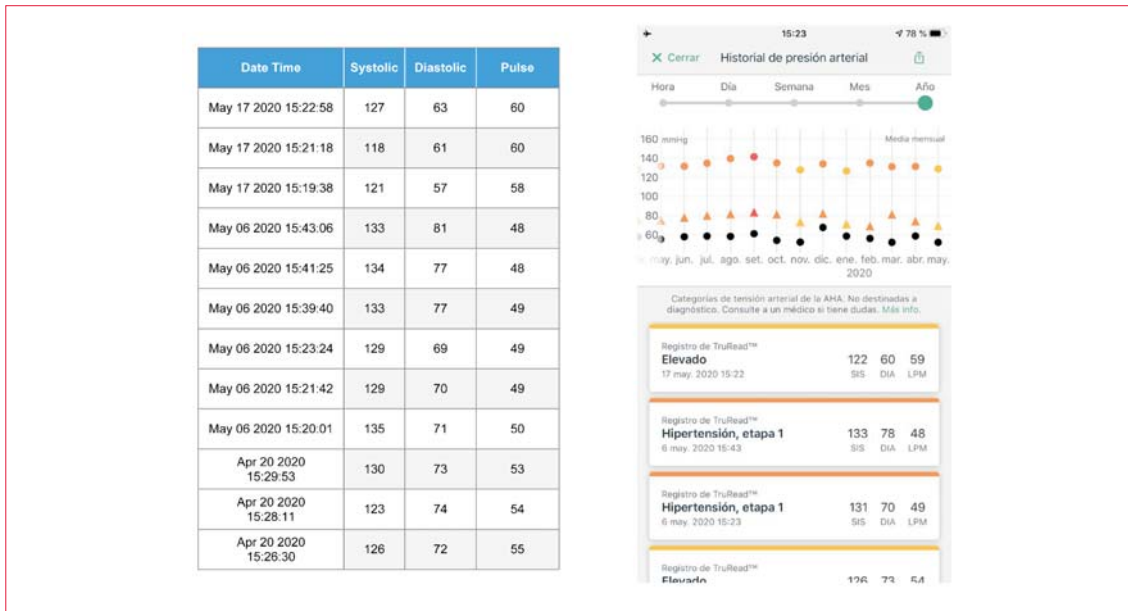 Date Time Systolic Diastolic Pulse
May 17 2020 15:22:58 127 63 60
May 17 2020 15:21:18 118 61 60
May 17 2020 15:19:38 121 57 58
May 06 2020 15:43:06 133 81 48
May 06 2020 15:41:25 134 77 48
May 06 2020 15:39:40 133 77 49
May 06 2020 15:23:24 129 69 49
May 06 2020 15:21:42 129 70 49
May 06 2020 15:20:01 135 71 50
Apr 20 2020
15:29:53 130 73 53
Apr 20 2020
15:28:11 123 74 54
Apr 20 2020
15:26:30 126 72 55
15:23 78 %
Cerrar Historial de presión arterial
Hora Día Semana Mes Año
160 mmHg Media mensual
140
120
100
80
60
may. jun. jul. ago. set. oct. nov. dic. ene. feb. mar. abr. may.
2020
Categorías de tensión arterial de la AHA. No destinadas a
diagnóstico. Consulte a un médico si tiene dudas. Más info.
Registro de TruRead™
Elevado 122 60 59
17 may. 2020 15:22 SIS DIA LPM
Registro de TruRead™
Hipertensión, etapa 1 133 78 48
6 may. 2020 15:43 SIS DIA LPM
Registro de TruRead™
Hipertensión, etapa 1 131 70 49
6 may. 2020 15:23 SIS DIA LPM
Registro de TruRead™
Elevado 126 73 54